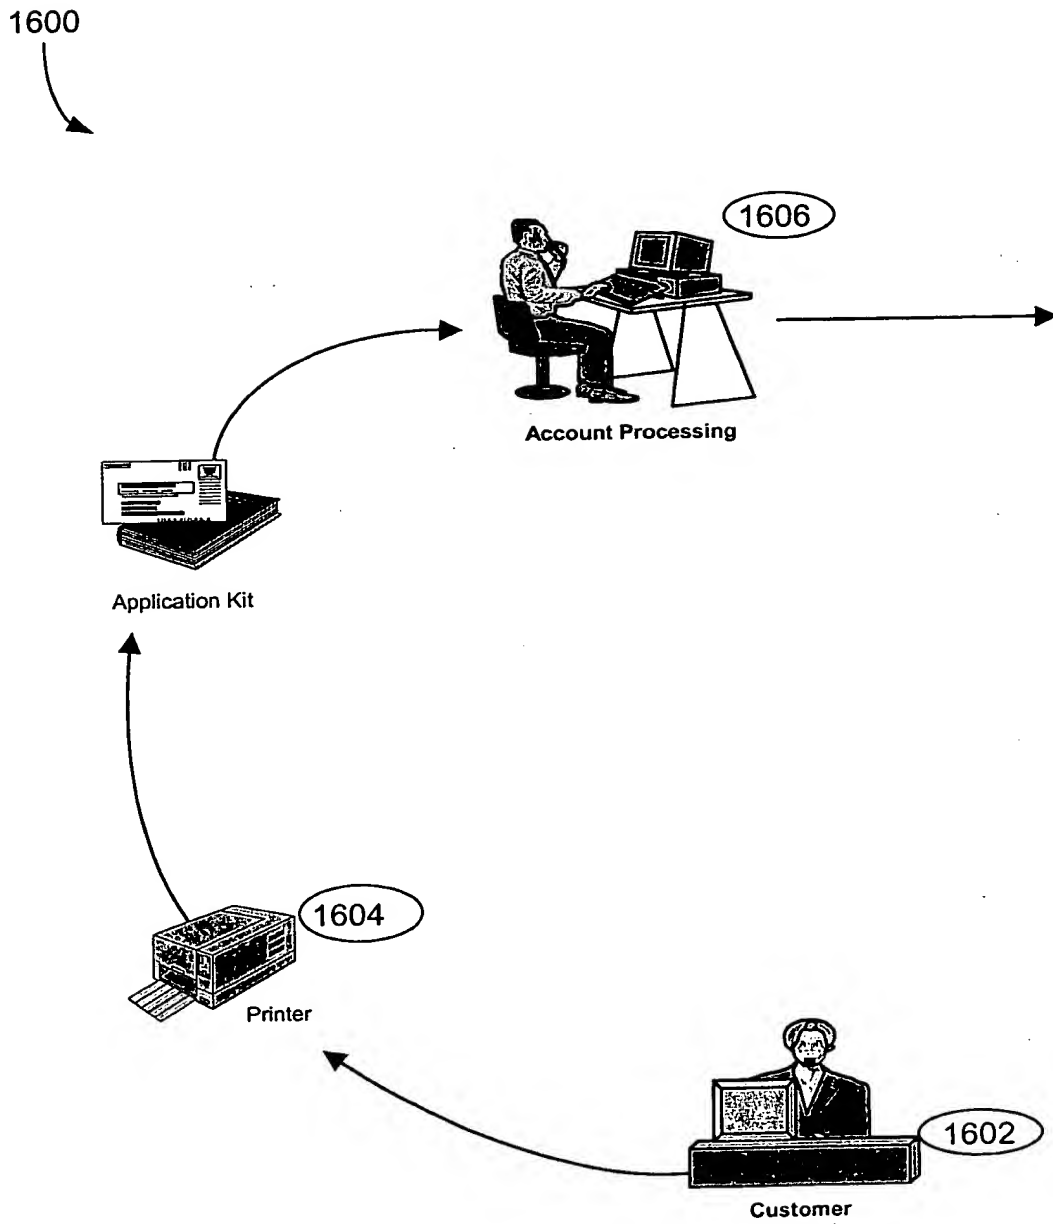 1600
1606
Account Processing
Application Kit
1604
Printer
1602
Customer